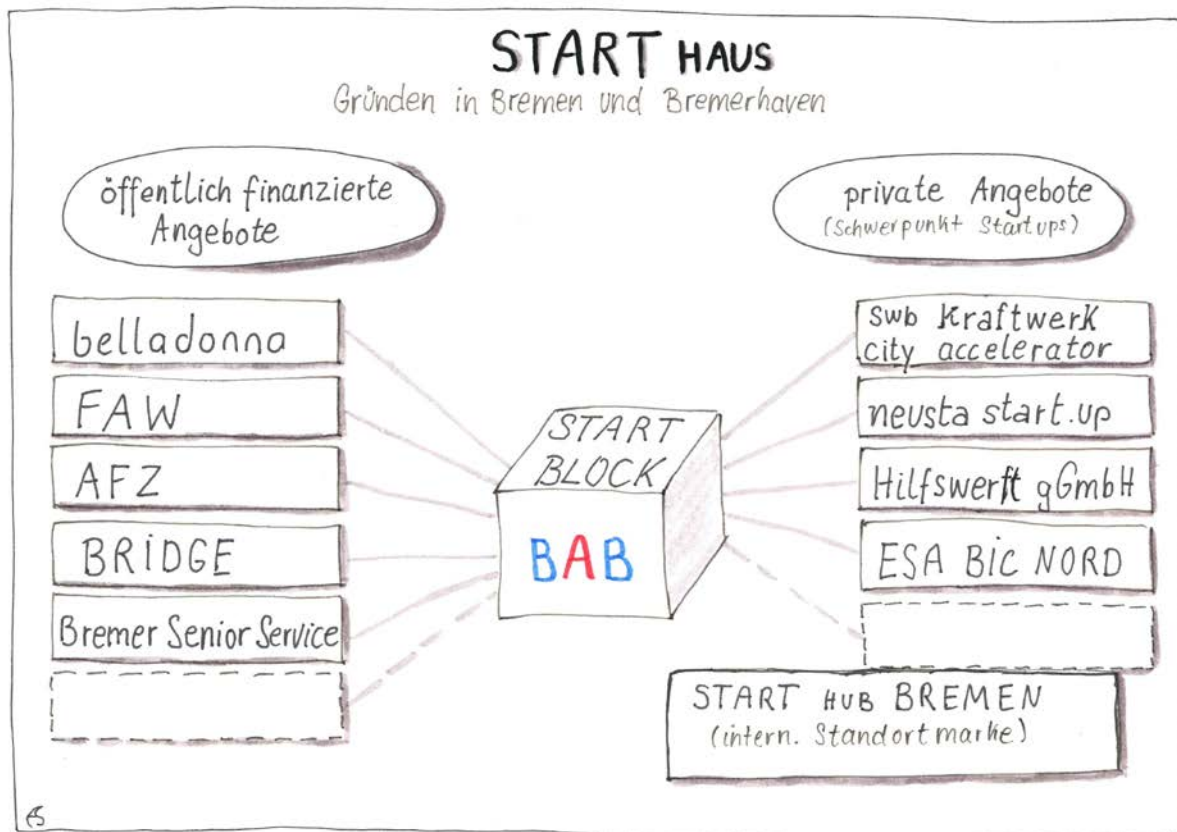 START HAUS
Gründen in Bremen und Bremerhaven
öffentlich finanzierte
Angebote
private Angebote
(Schwerpunkt Startups)
belladonna
FAW
AFZ
BRIDGE
Bremer Senior Service
START
BLOCK
BAB
swb Kraftwerk
city accelerator
neusta start.up
Hilfswerft gGmbH
ESA BIC NORD
START HUB BREMEN
(intern. Standortmarke)